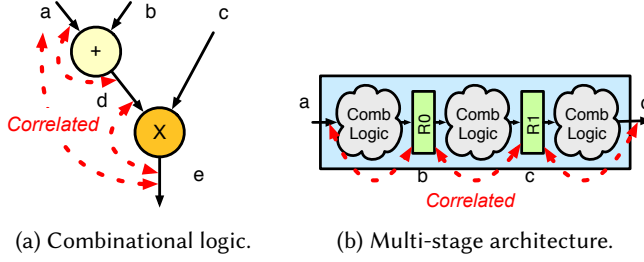 a
b
c
+
d
Correlated
X
e
a
Comb
Logic
R0
Comb
Logic
R1
Comb
Logic
b
c
Correlated
(a) Combinational logic.
(b) Multi-stage architecture.